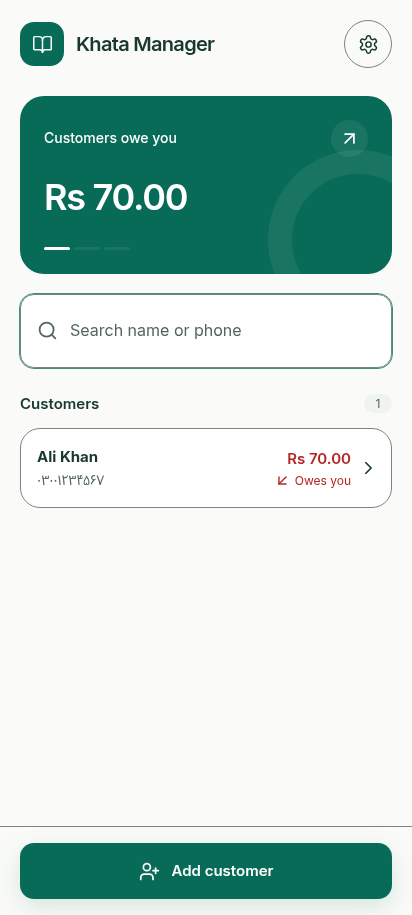 Khata Manager
Customers owe you
Rs 70.00
Search name or phone
Customers
1
Ali Khan
Rs 70.00
۰۳۰۰۱۲۳۴۵۶۷
Owes you
Add customer